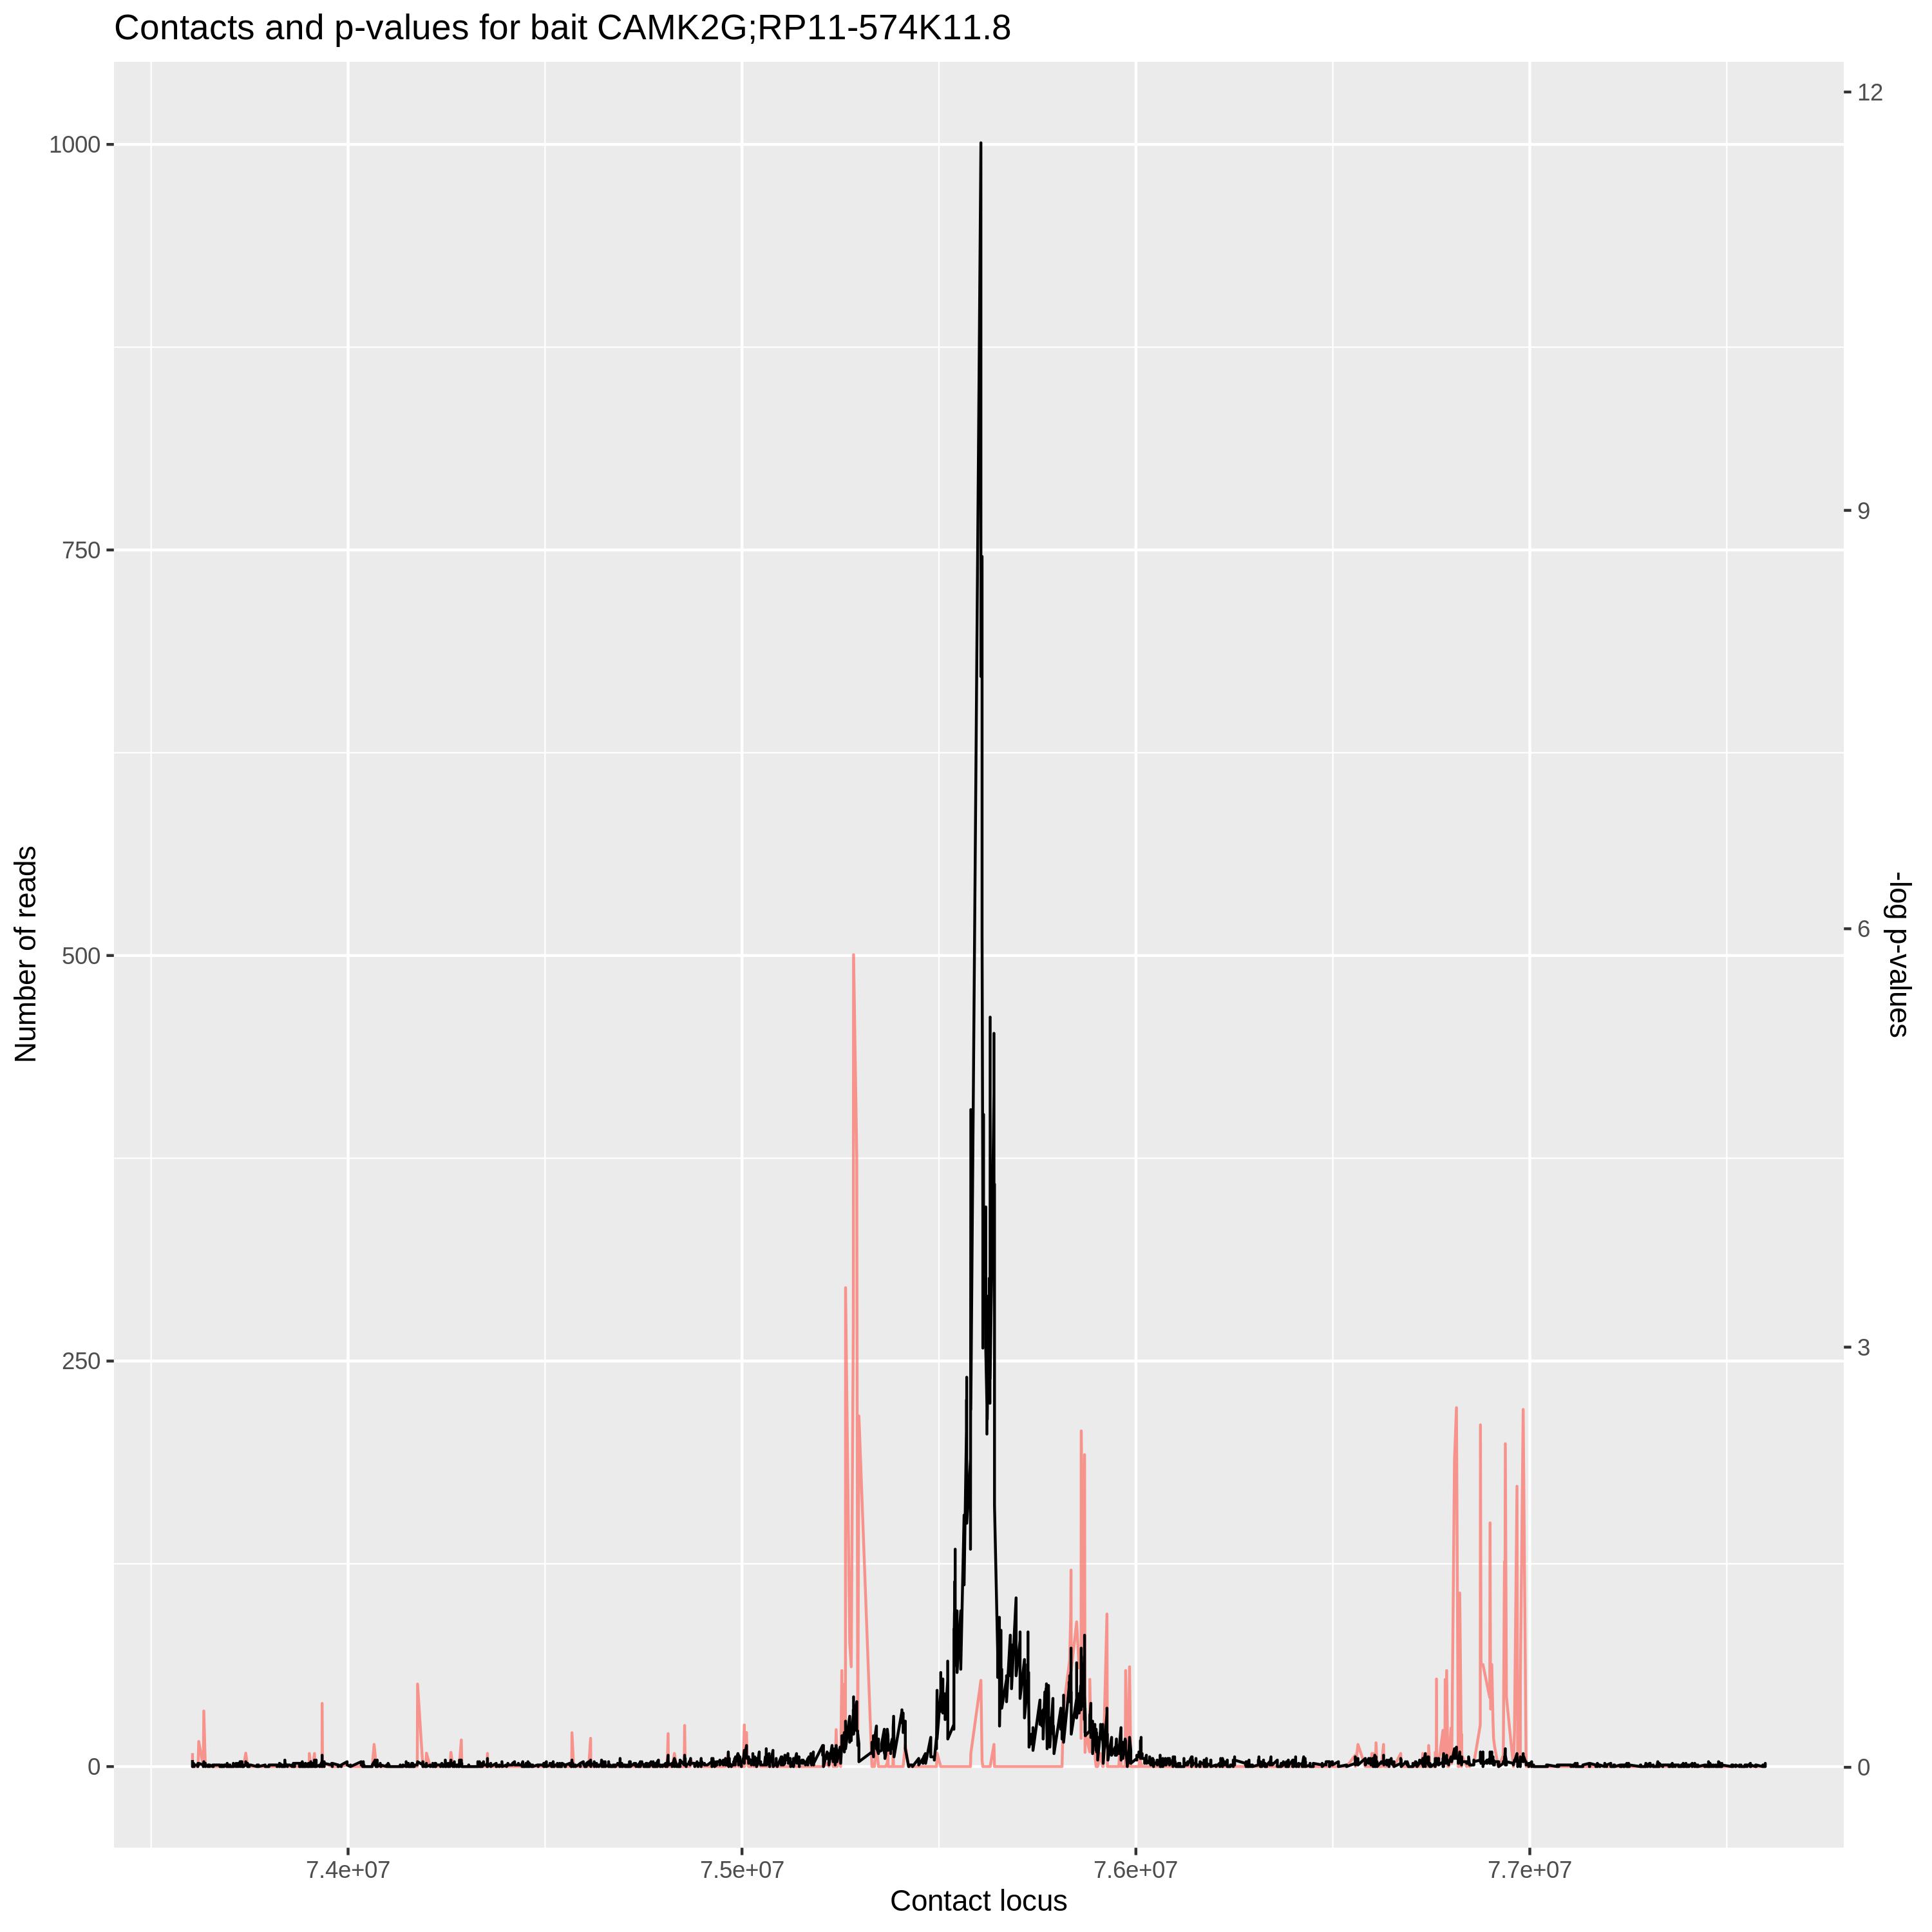 Contacts and p-values for bait CAMK2G;RP11-574K11.8
12
1000
9
750
Number of reads
6
-log p-values
500
3
250
0
0
7.4e+07
7.5e+07
7.6e+07
7.7e+07
Contact locus